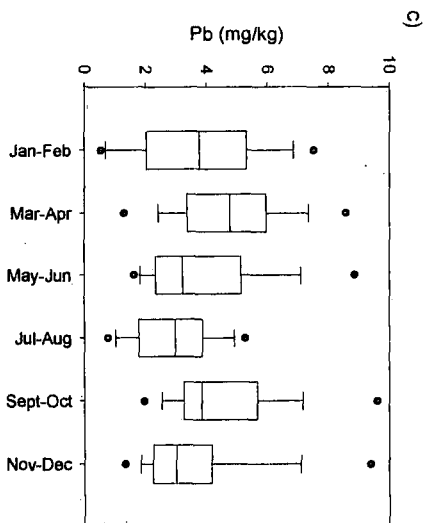 c)
Pb (mg/kg)
0
2
4
6
8
10
Jan-Feb
Mar-Apr
May-Jun
Jul-Aug
Sept-Oct
Nov-Dec